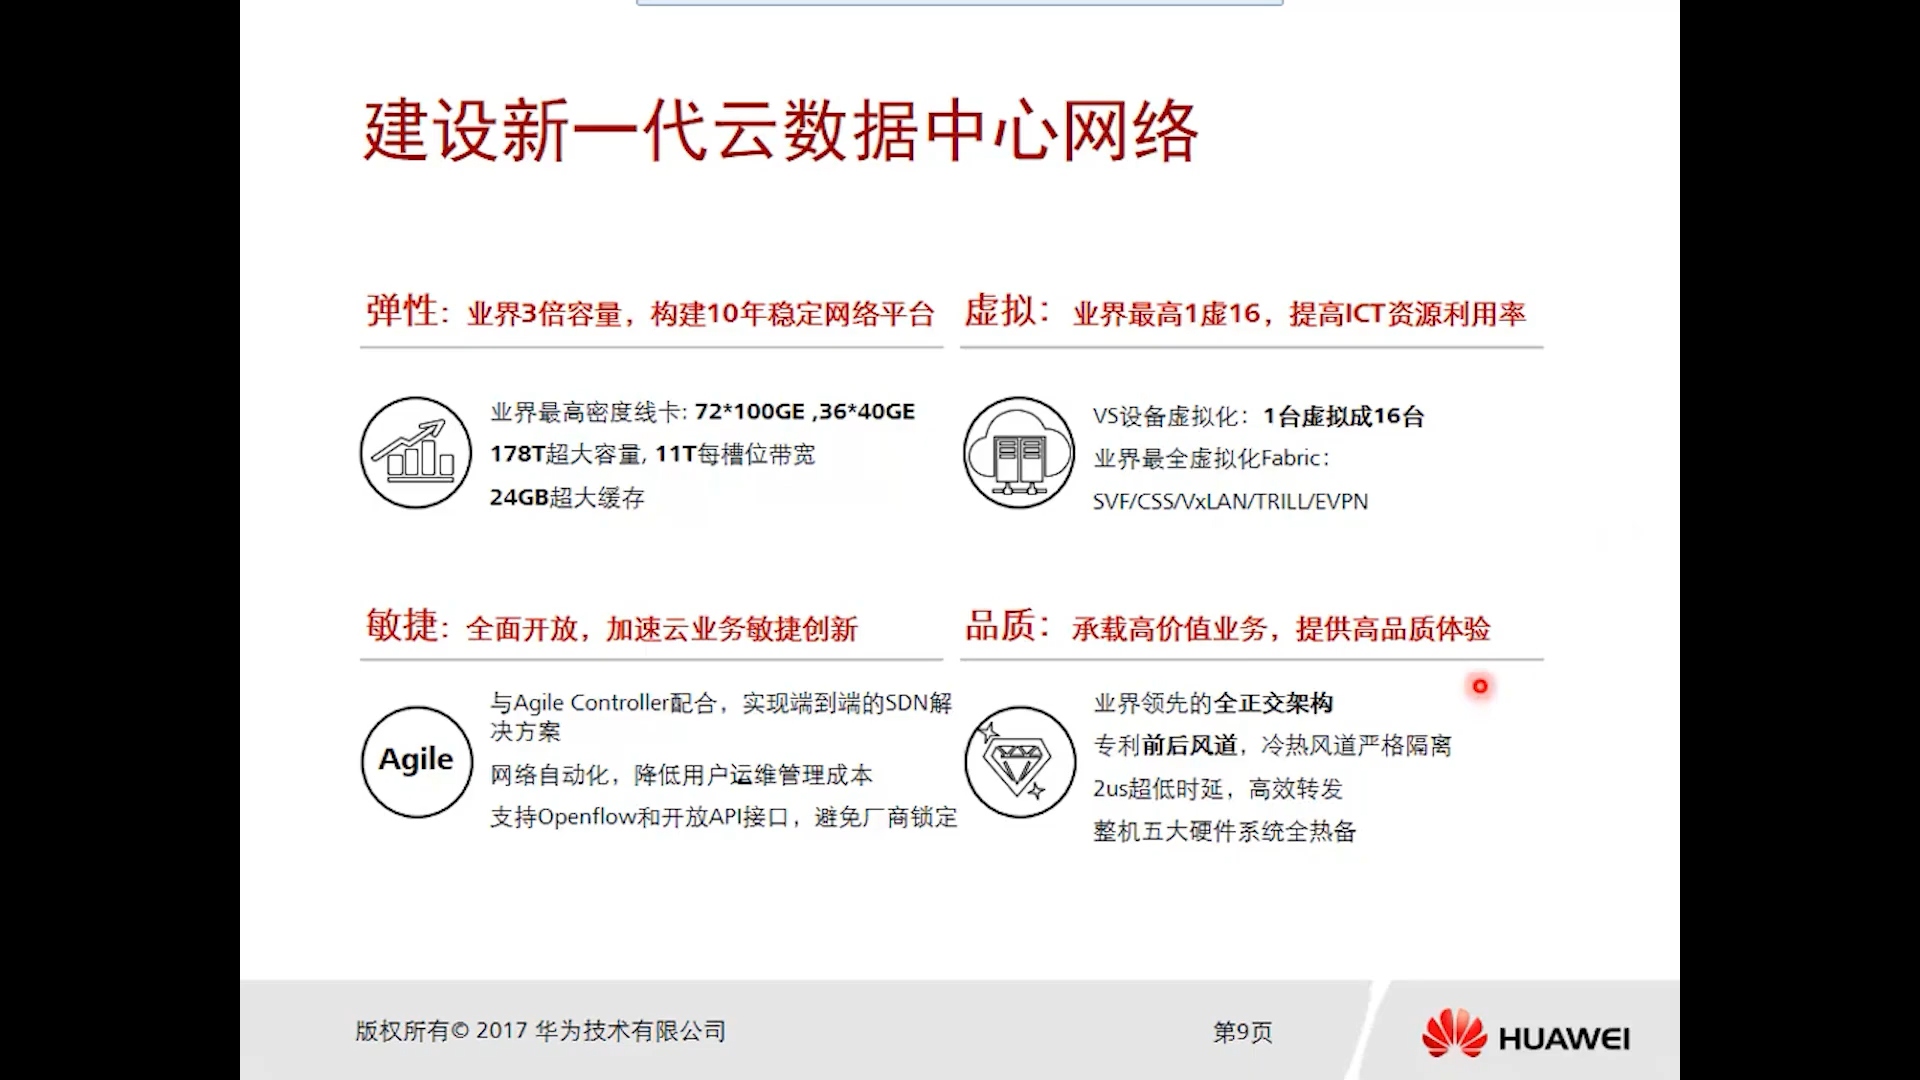 建设新一代云数据中心网络
弹性：业界3倍容量，构建10年稳定网络平台
业界最高密度线卡: 72*100GE ,36*40GE
178T超大容量, 11T每槽位带宽
24GB超大缓存
虚拟：业界最高1虚16，提高ICT资源利用率
VS设备虚拟化：1台虚拟成16台
业界最全虚拟化Fabric：
SVF/CSS/VxLAN/TRILL/EVPN
敏捷：全面开放，加速云业务敏捷创新
Agile
与Agile Controller配合，实现端到端的SDN解
决方案
网络自动化，降低用户运维管理成本
支持Openflow和开放API接口，避免厂商锁定
品质：承载高价值业务，提供高品质体验
业界领先的全正交架构
专利前后风道，冷热风道严格隔离
2us超低时延，高效转发
整机五大硬件系统全热备
版权所有© 2017 华为技术有限公司
第9页
HUAWEI